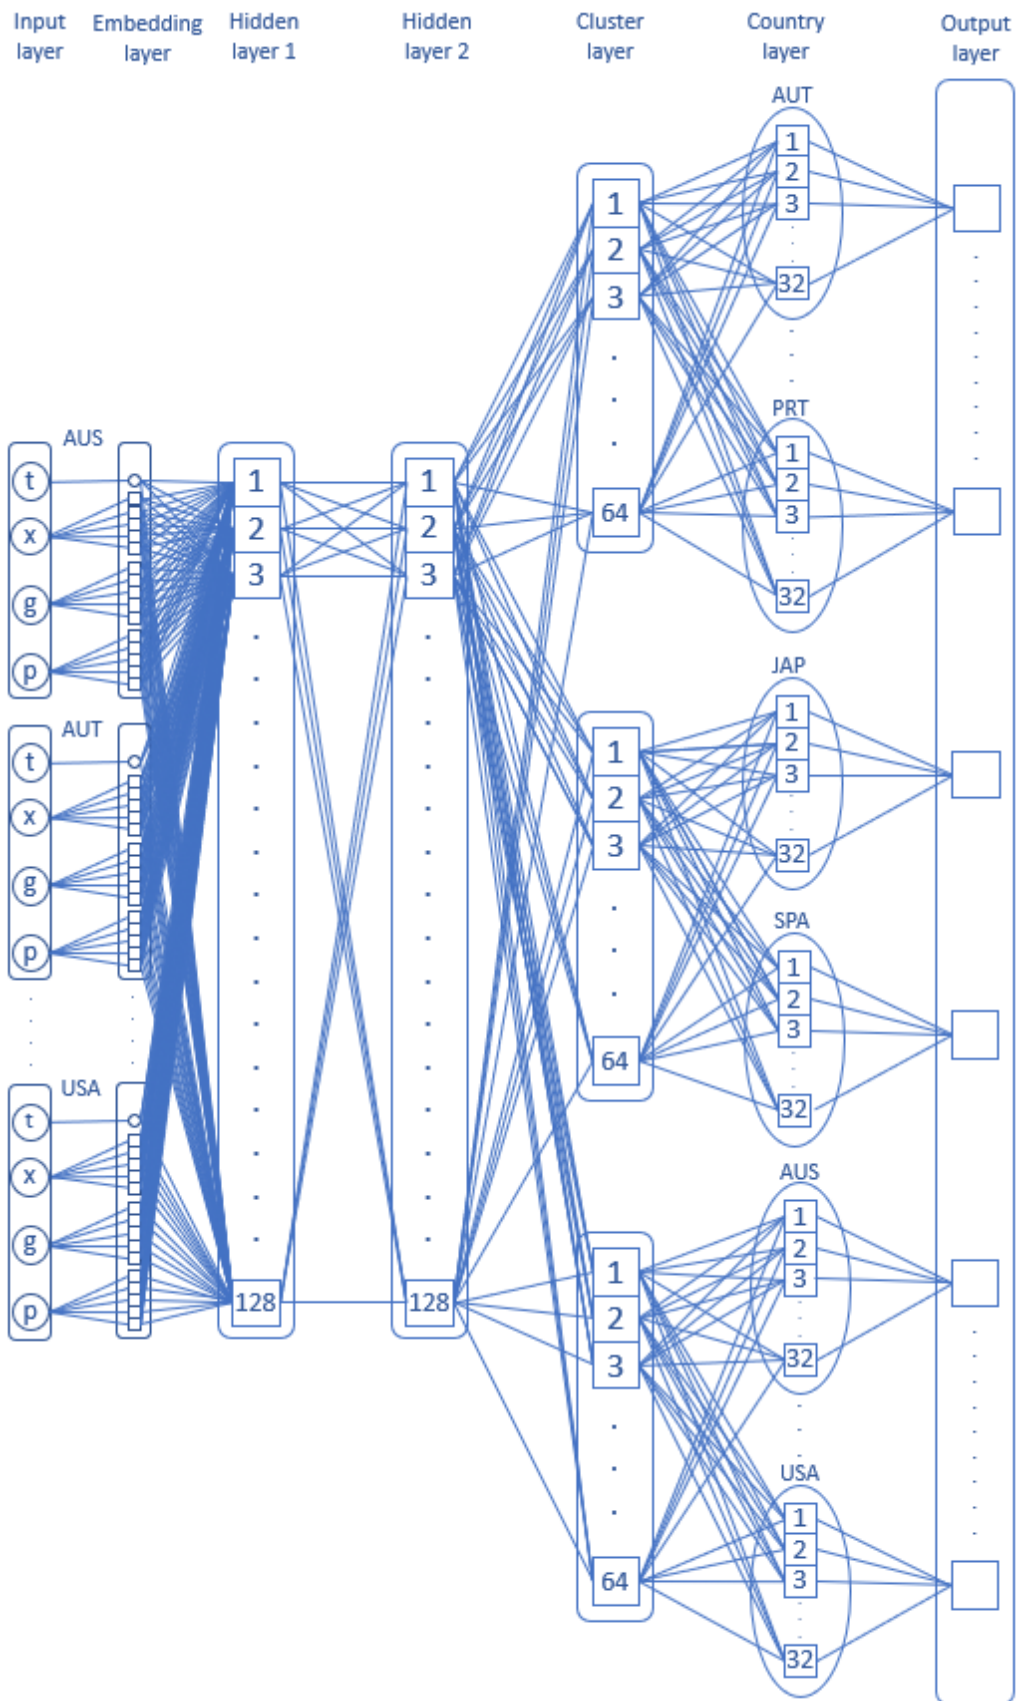 Input layer
Embedding layer
Hidden layer 1
Hidden layer 2
Cluster layer
Country layer
Output layer
AUS
t
x
g
p
AUT
t
x
g
p
USA
t
x
g
p
1
2
3
128
1
2
3
128
1
2
3
64
1
2
3
64
1
2
3
64
AUT
1
2
3
32
PRT
1
2
3
32
JAP
1
2
3
32
SPA
1
2
3
32
AUS
1
2
3
32
USA
1
2
3
32